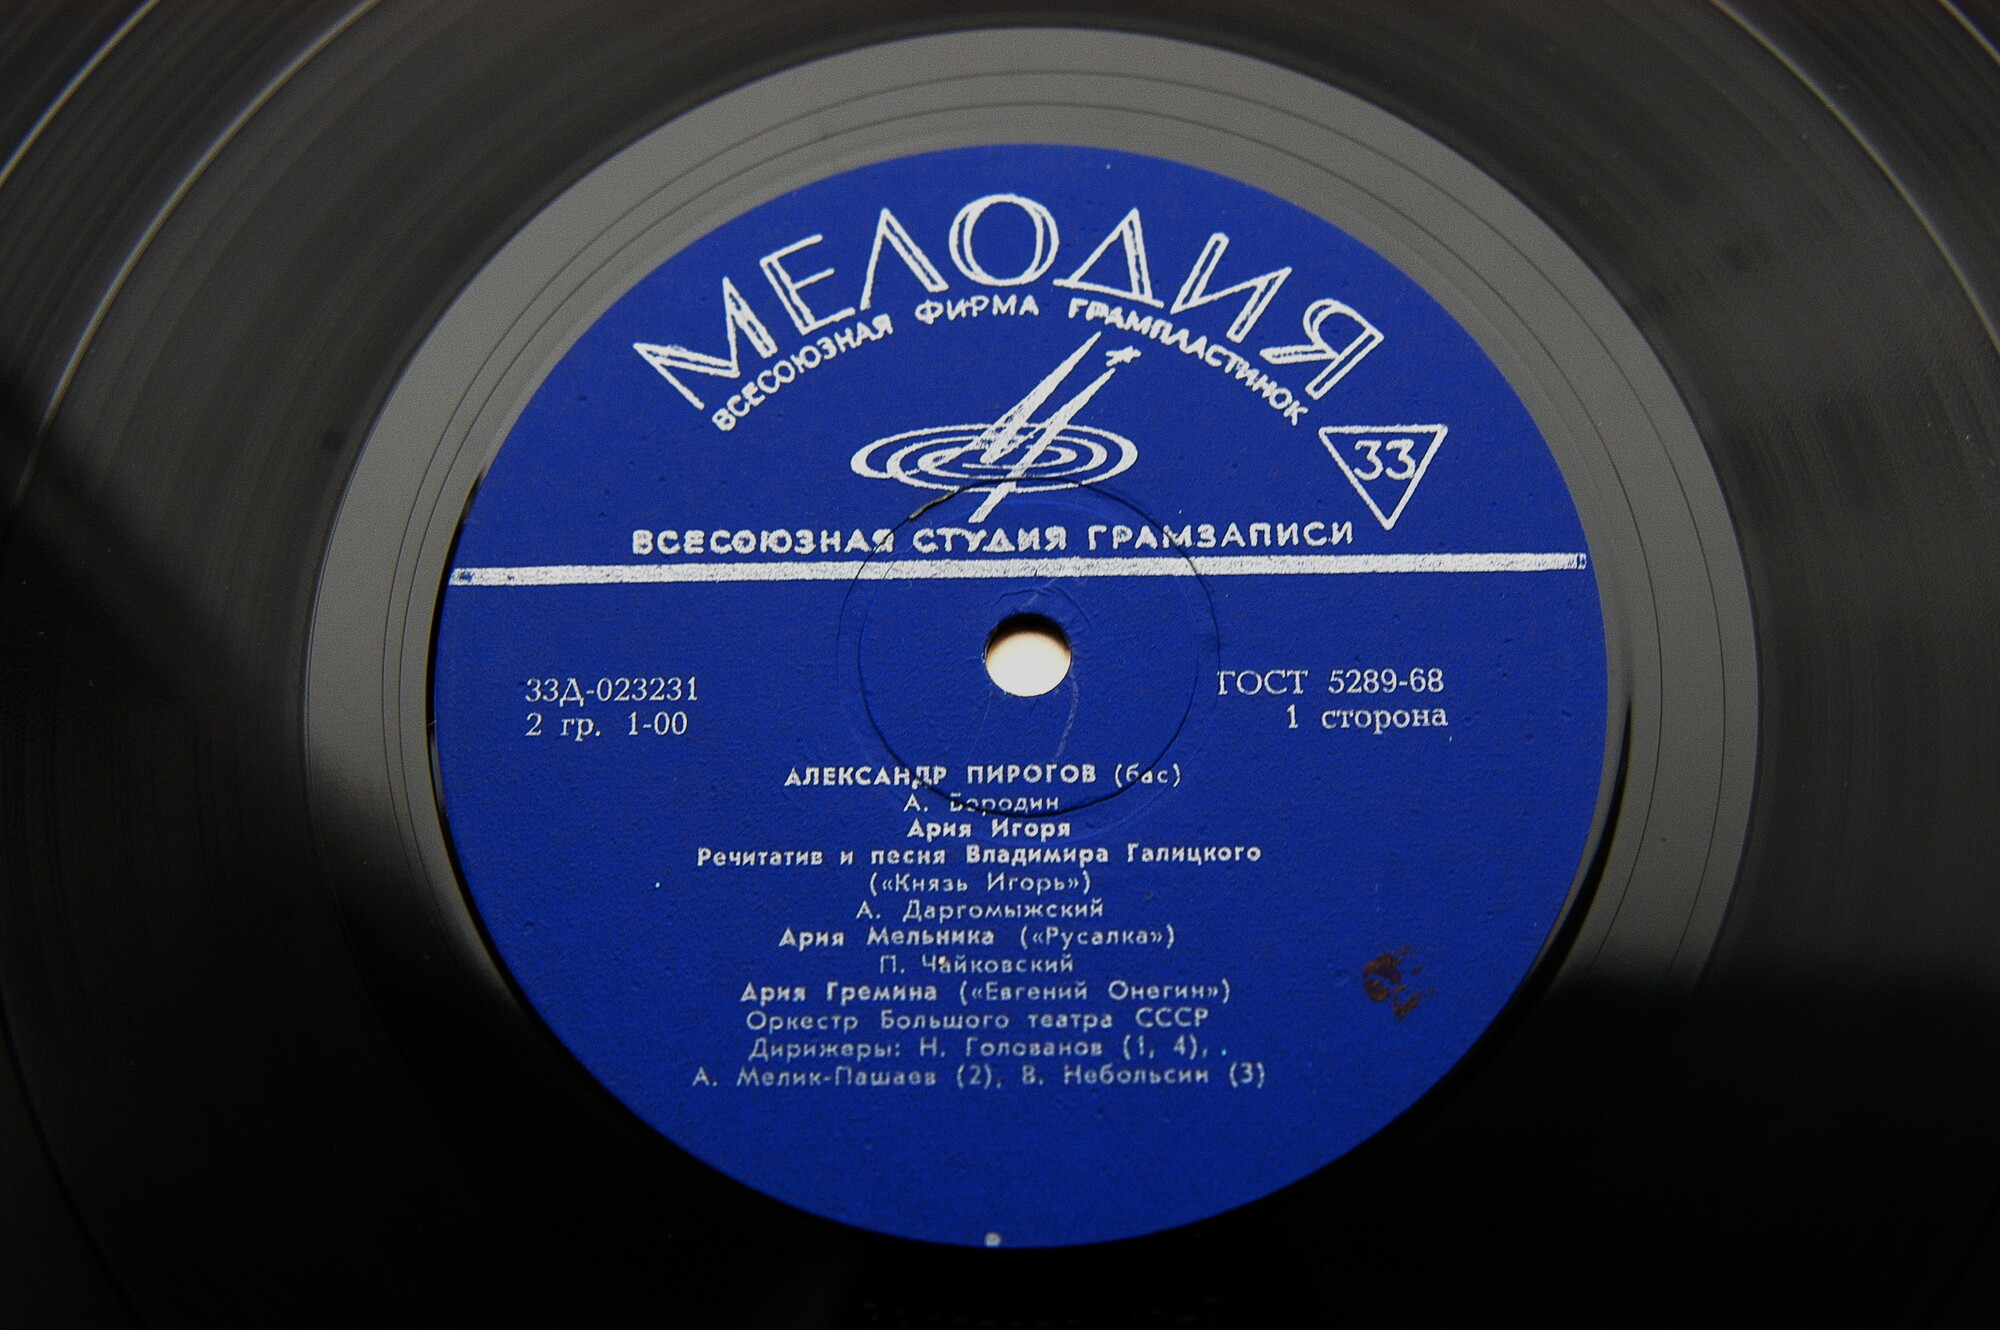 МЕЛОДИЯ
ВСЕСОЮЗНАЯ ФИРМА ГРАМПЛАСТИНОК
33
ВСЕСОЮЗНАЯ СТУДИЯ ГРАМЗАПИСИ
33Д-023231
2 гр. 1-00
ГОСТ 5289-68
1 сторона
АЛЕКСАНДР ПИРОГОВ (бас)
А. Бородин
Ария Игоря
Речитатив и песня Владимира Галицкого
(«Князь Игорь»)
А. Даргомыжский
Ария Мельника («Русалка»)
П. Чайковский
Ария Гремина («Евгений Онегин»)
Оркестр Большого театра СССР
Дирижеры: Н. Голованов (1, 4),
А. Мелик-Пашаев (2), В. Небольсин (3)